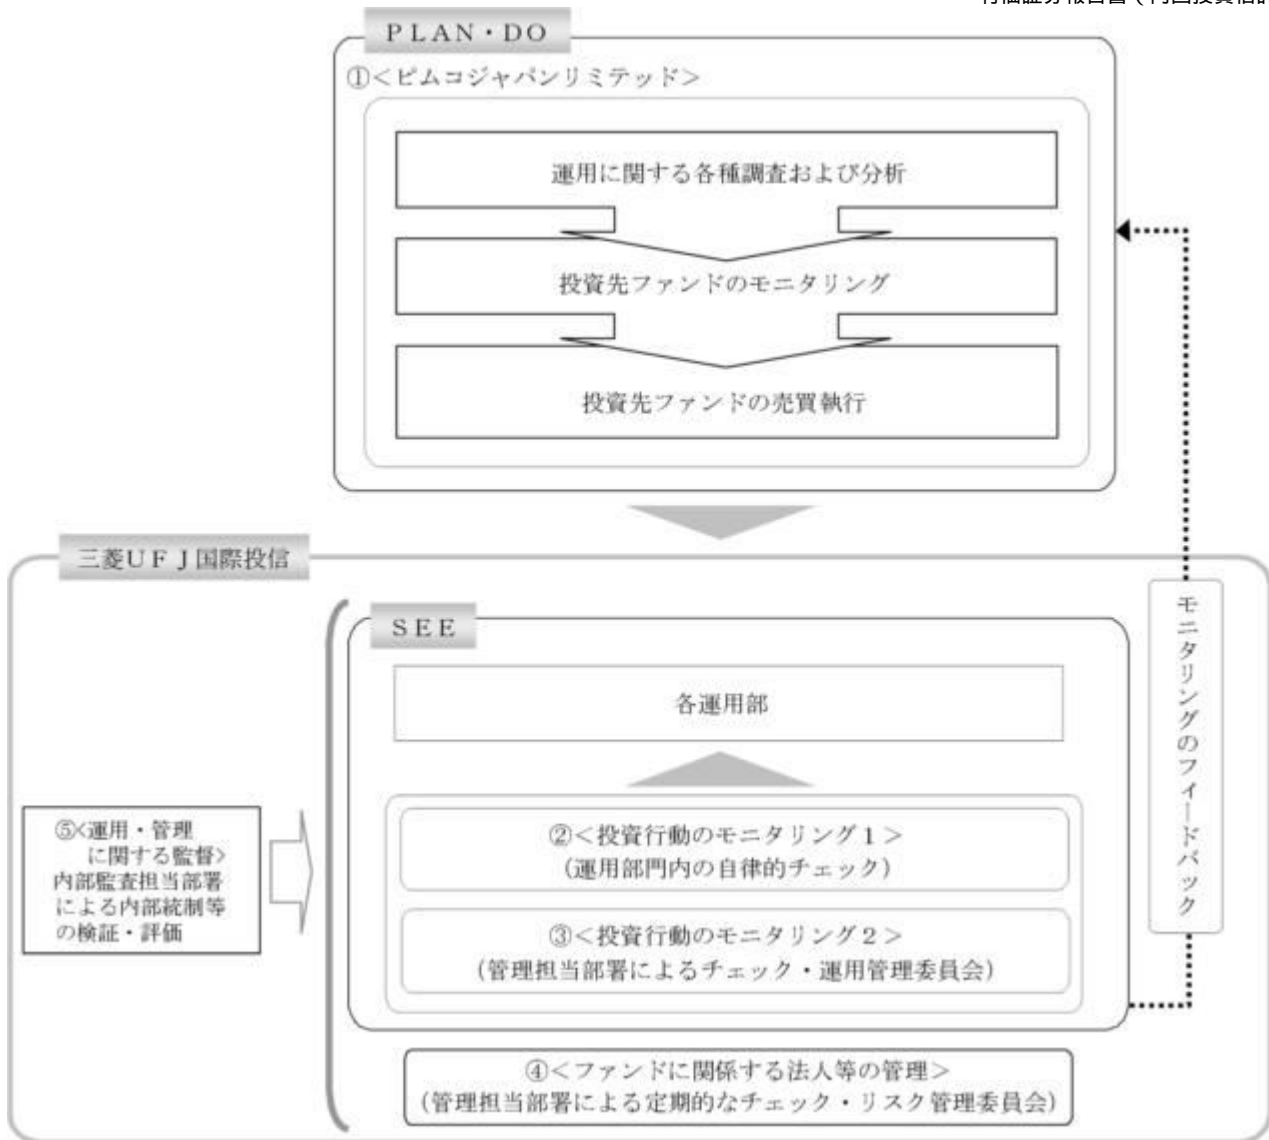 PLAN・DO
①＜ピムコジャパンリミテッド＞
運用に関する各種調査および分析
投資先ファンドのモニタリング
投資先ファンドの売買執行
三菱UFJ国際投信
SEE
各運用部
②＜投資行動のモニタリング１＞
（運用部門内の自律的チェック）
③＜投資行動のモニタリング２＞
（管理担当部署によるチェック・運用管理委員会）
④＜ファンドに関係する法人等の管理＞
（管理担当部署による定期的なチェック・リスク管理委員会）
⑤<運用・管理
に関する監督>
内部監査担当部署
による内部統制等
の検証・評価
モニタリングのフィードバック